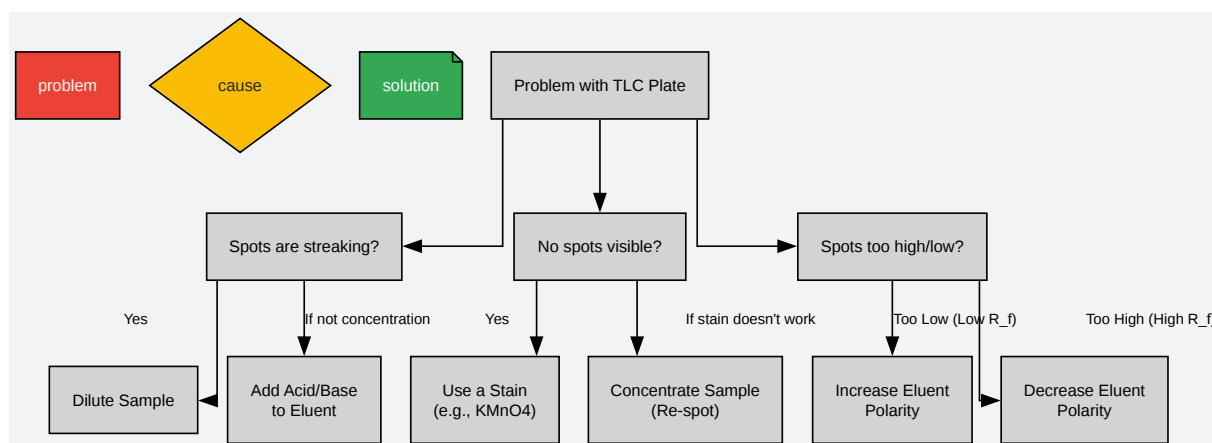 problem
cause
solution
Problem with TLC Plate
Spots are streaking?
No spots visible?
Spots too high/low?
Yes
If not concentration
Yes
If stain doesn't work
Too Low (Low R_f)
Too High (High R_f)
Dilute Sample
Add Acid/Base
to Eluent
Use a Stain
(e.g., KMnO4)
Concentrate Sample
(Re-spot)
Increase Eluent
Polarity
Decrease Eluent
Polarity